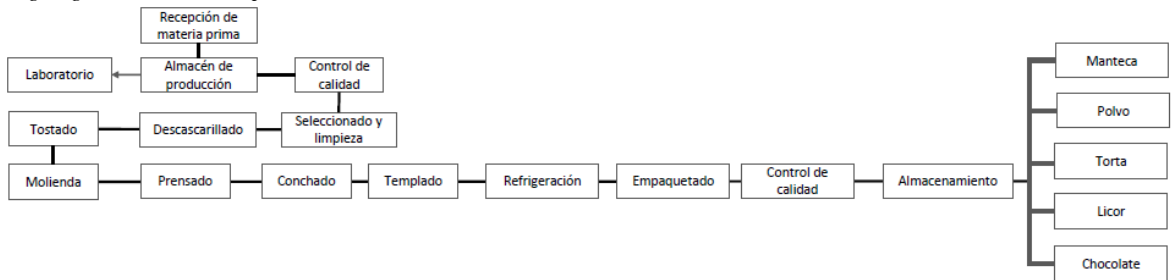 Recepción de
materia prima
Laboratorio
Almacén de
producción
Control de
calidad
Tostado
Descascarillado
Seleccionado y
limpieza
Molienda
Prensado
Conchado
Templado
Refrigeración
Empaquetado
Control de
calidad
Almacenamiento
Manteca
Polvo
Torta
Licor
Chocolate